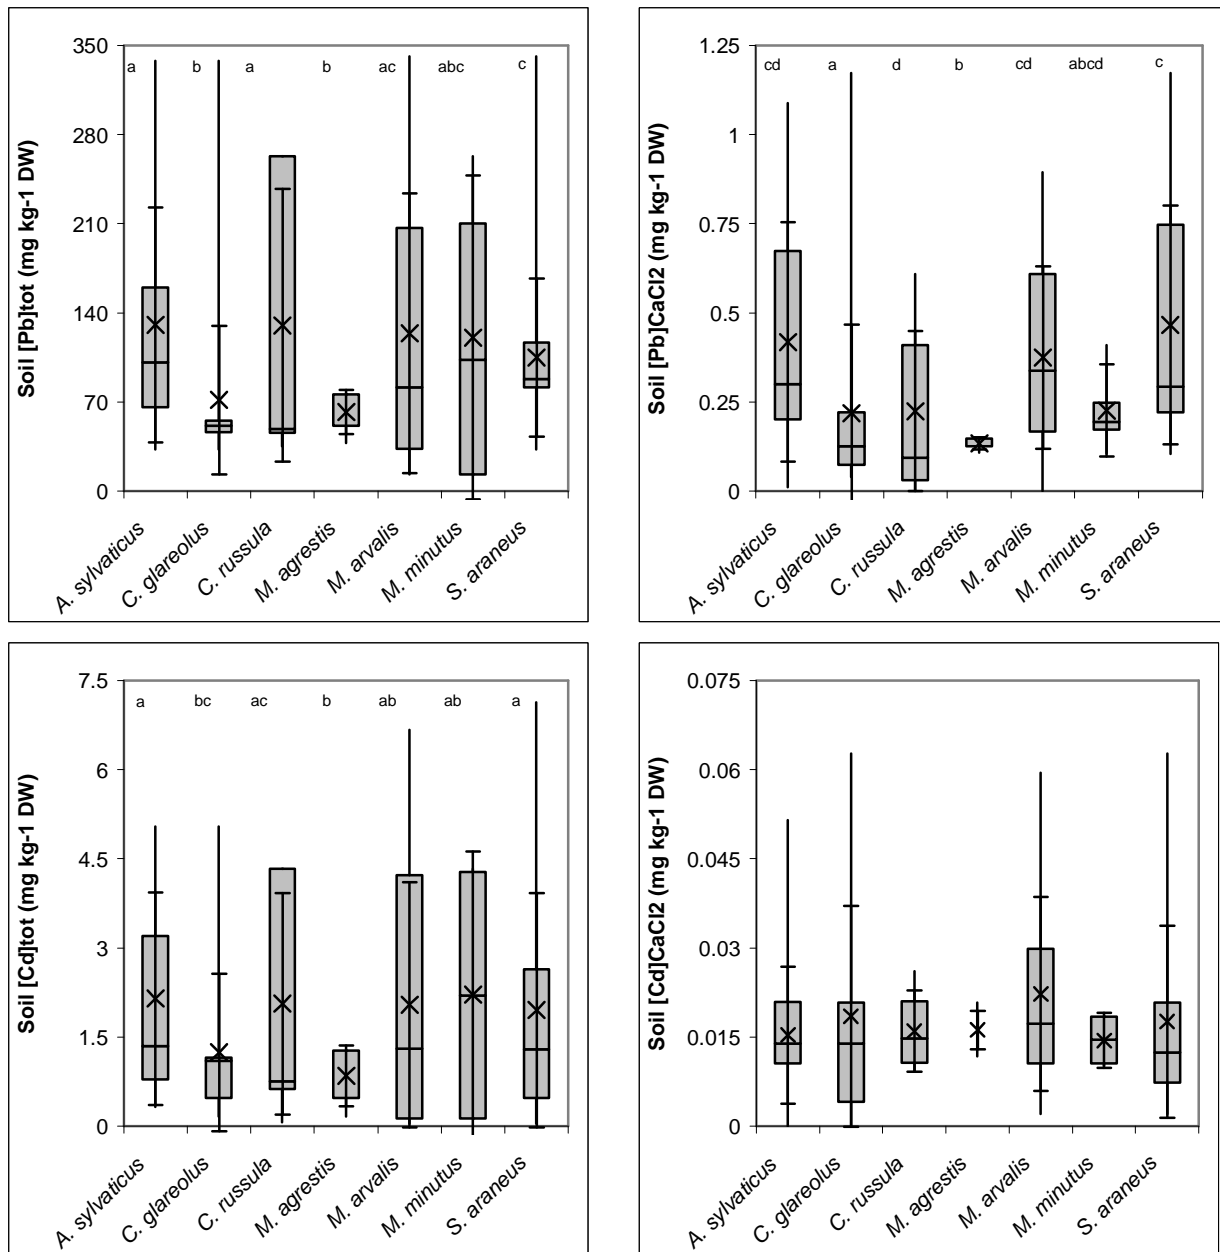 Soil [Pb]tot (mg kg-1 DW)
350
280
210
140
70
0
a b a b ac abc c
A. sylvaticus
C. glareolus
C. russula
M. agrestis
M. arvalis
M. minutus
S. araneus
Soil [Pb]CaCl2 (mg kg-1 DW)
1.25
1
0.75
0.5
0.25
0
cd a d b cd abcd c
A. sylvaticus
C. glareolus
C. russula
M. agrestis
M. arvalis
M. minutus
S. araneus
Soil [Cd]tot (mg kg-1 DW)
7.5
6
4.5
3
1.5
0
a bc ac b ab ab a
A. sylvaticus
C. glareolus
C. russula
M. agrestis
M. arvalis
M. minutus
S. araneus
Soil [Cd]CaCl2 (mg kg-1 DW)
0.075
0.06
0.045
0.03
0.015
0
A. sylvaticus
C. glareolus
C. russula
M. agrestis
M. arvalis
M. minutus
S. araneus